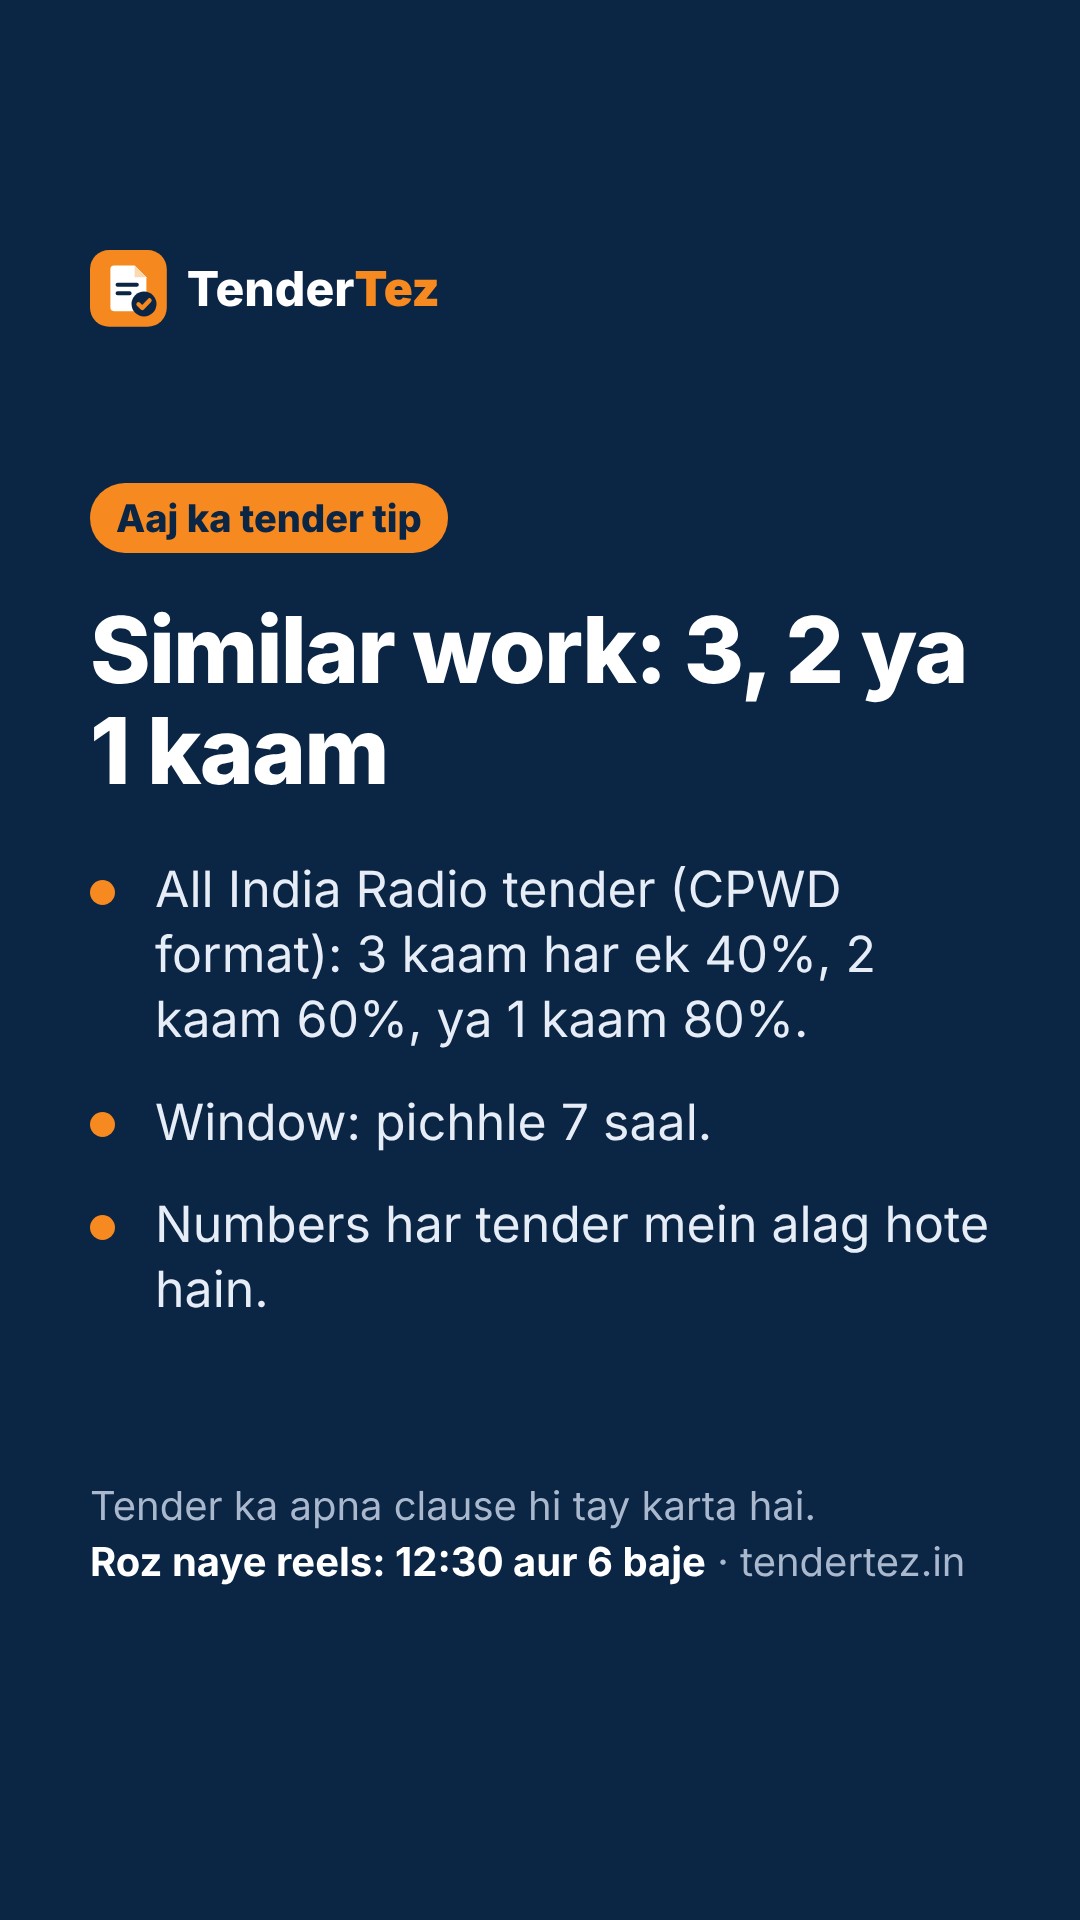 TenderTez
Aaj ka tender tip
Similar work: 3, 2 ya
1 kaam
All India Radio tender (CPWD
format): 3 kaam har ek 40%, 2
kaam 60%, ya 1 kaam 80%.
Window: pichhle 7 saal.
Numbers har tender mein alag hote
hain.
Tender ka apna clause hi tay karta hai.
Roz naye reels: 12:30 aur 6 baje · tendertez.in